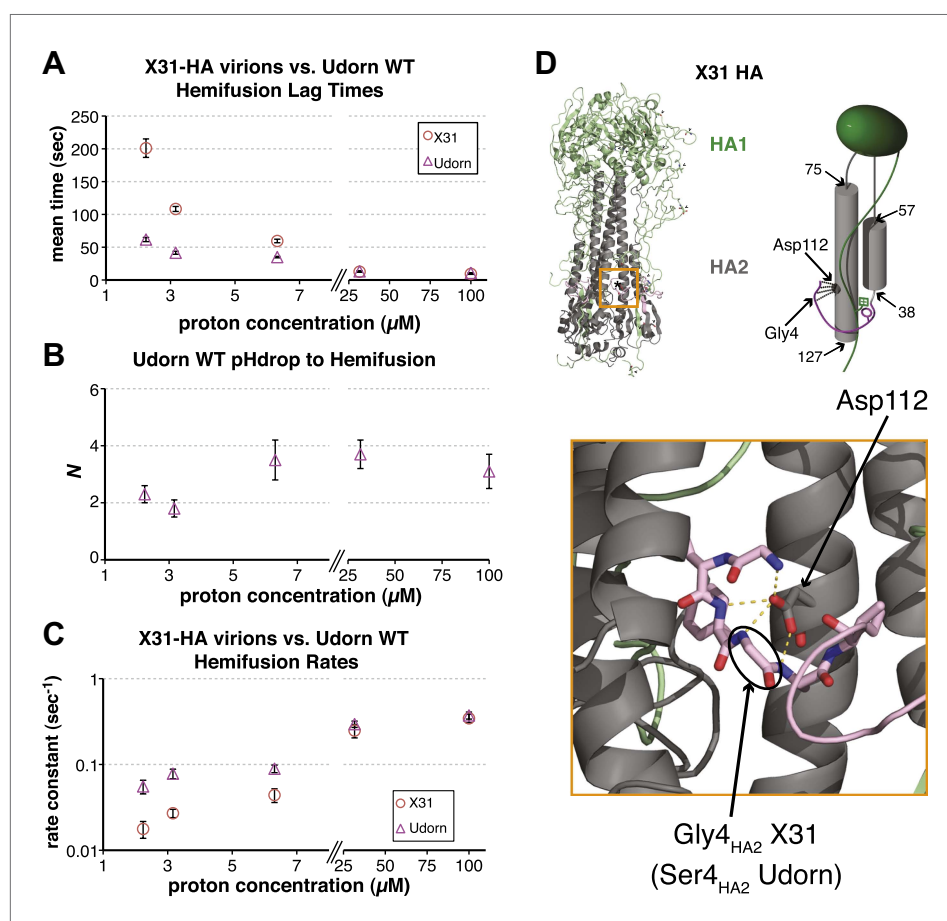 A
X31-HA virions vs. Udorn WT
Hemifusion Lag Times
mean time (sec)
250
200
150
100
50
0
X31
Udorn
1 3 5 7 25 50 75 100
proton concentration (µM)
B
Udorn WT pHdrop to Hemifusion
N
6
4
2
0
1 3 5 7 25 50 75 100
proton concentration (µM)
C
X31-HA virions vs. Udorn WT
Hemifusion Rates
rate constant (sec-1)
1
0.1
0.01
X31
Udorn
1 3 5 7 25 50 75 100
proton concentration (µM)
D
X31 HA
HA1
HA2
*
75
57
Asp112
Gly4
38
127
Asp112
Gly4HA2 X31
(Ser4HA2 Udorn)